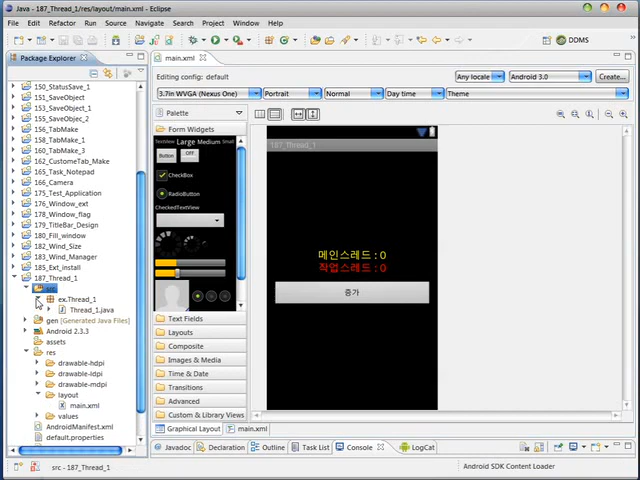 Java - 187_Thread_1/res/layout/main.xml - Eclipse
File Edit Run Source Navigate Search Project Window Help
DDMS
Package Explorer
150_StatusSave_1
151_SaveObject
153_SaveObject_1
155_SaveObjec_2
156_TabMake
158_TabMake_1
160_TabMake_3
162_CustomeTab_Make
165_Task_Notepad
166_Camera
175_Test_Application
176_Window_ext
178_Window_flag
179_TitleBar_Design
180_Fill_window
182_Wind_Size
183_Wind_Manager
185_Ext_Install
187_Thread_1
src
ex.Thread_1
Thread_1.java
gen [Generated Java Files]
Android 2.3.3
assets
res
drawable-hdpi
drawable-ldpi
drawable-mdpi
layout
main.xml
values
AndroidManifest.xml
default.properties
main.xml
Editing config: default
Any locale
Android 3.0
Create...
3.7in WVGA (Nexus One)
Portrait
Normal
Day time
Theme
Palette
Form Widgets
TextView Large Medium Small
Button
OFF
CheckBox
RadioButton
CheckedTextView
Text Fields
Layouts
Composite
Images & Media
Time & Date
Transitions
Advanced
Custom & Library Views
187_Thread_1
메인스레드 : 0
작업스레드 : 0
증가
Graphical Layout
main.xml
Javadoc
Declaration
Outline
Task List
Console
LogCat
src - 187_Thread_1
Android SDK Content Loader